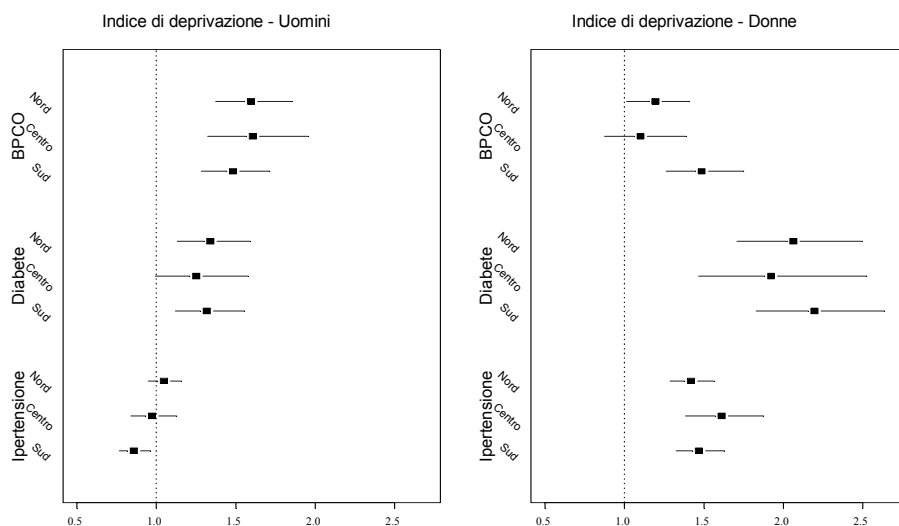 Indice di deprivazione - Uomini
BPCO
Nord
Centro
Sud
Diabete
Nord
Centro
Sud
Ipertensione
Nord
Centro
Sud
0.5 1.0 1.5 2.0 2.5
Indice di deprivazione - Donne
BPCO
Nord
Centro
Sud
Diabete
Nord
Centro
Sud
Ipertensione
Nord
Centro
Sud
0.5 1.0 1.5 2.0 2.5